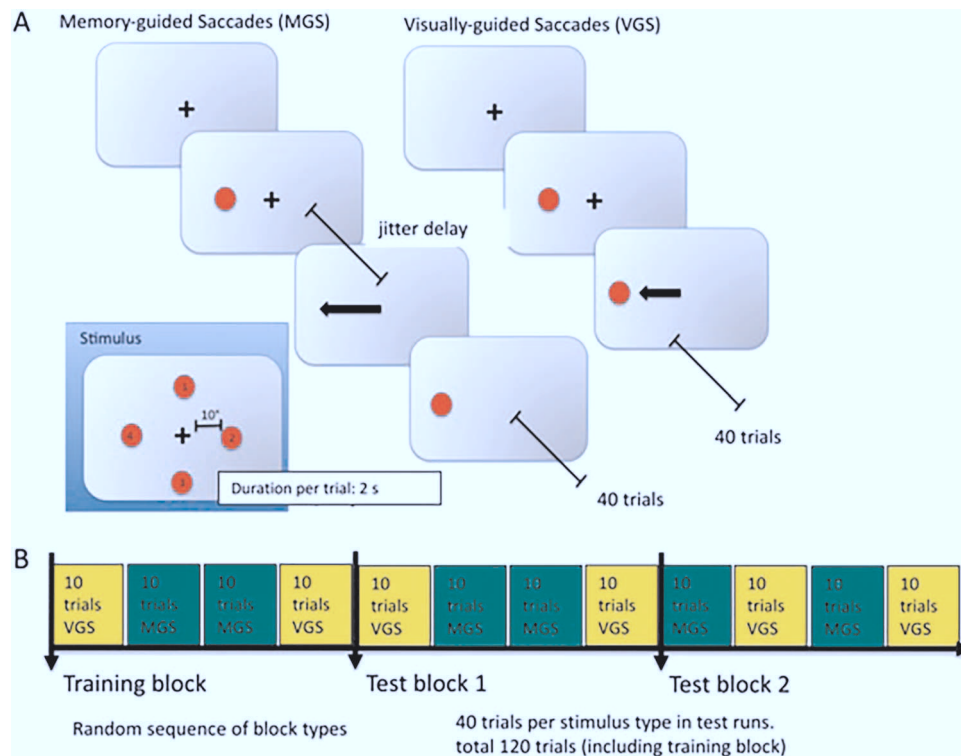 A
Memory-guided Saccades (MGS)
Visually-guided Saccades (VGS)
jitter delay
Stimulus
1
10°
4
2
3
Duration per trial: 2 s
40 trials
40 trials
B
10
trials
VGS
10
trials
MGS
10
trials
MGS
10
trials
VGS
10
trials
VGS
10
trials
MGS
10
trials
MGS
10
trials
VGS
10
trials
MGS
10
trials
VGS
10
trials
MGS
10
trials
VGS
Training block
Test block 1
Test block 2
Random sequence of block types
40 trials per stimulus type in test runs.
total 120 trials (including training block)